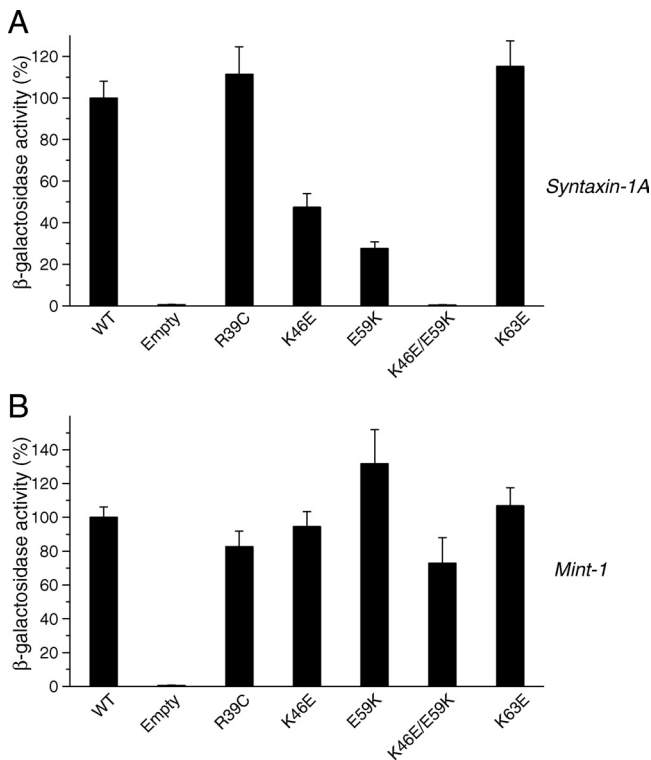 A
β-galactosidase activity (%)
120
100
80
60
40
20
0
WT
Empty
R39C
K46E
E59K
K46E/E59K
K63E
Syntaxin-1A
B
β-galactosidase activity (%)
140
120
100
80
60
40
20
0
WT
Empty
R39C
K46E
E59K
K46E/E59K
K63E
Mint-1